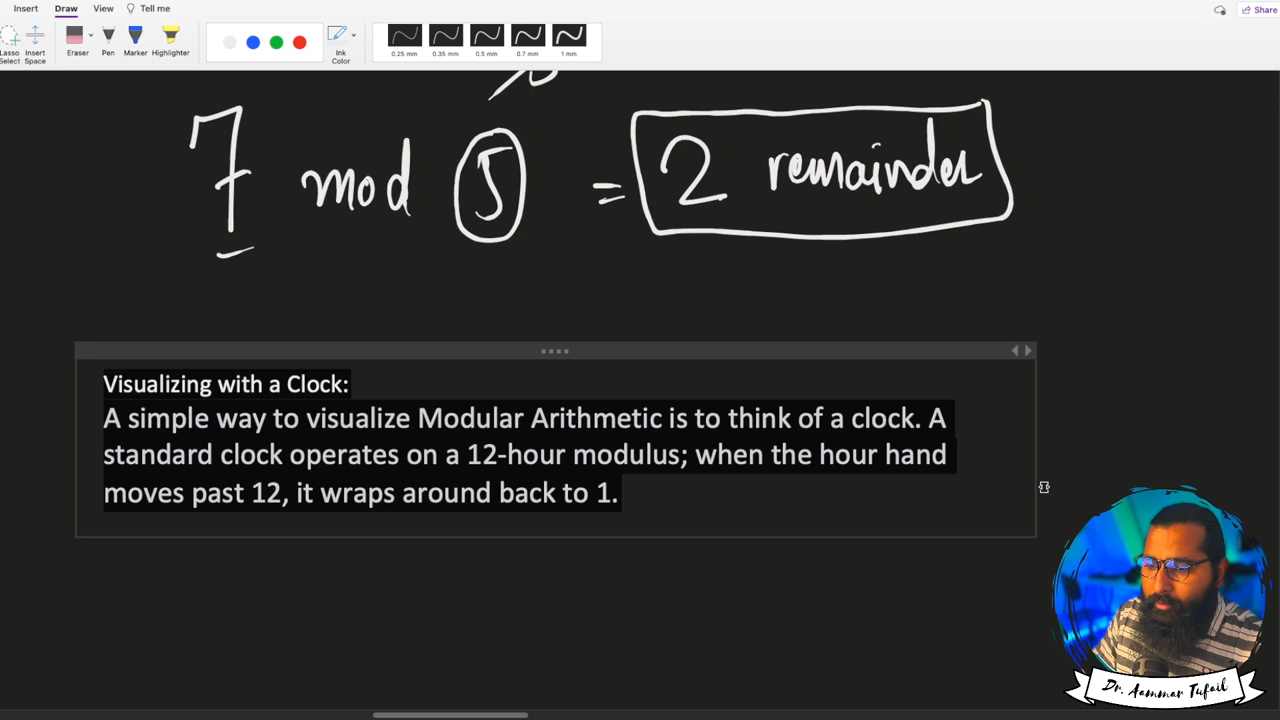 Insert Draw View Tell me
Share
Lasso Select
Insert Space
Eraser
Pen
Marker
Highlighter
Ink Color
0.25 mm 0.35 mm 0.5 mm 0.7 mm 1 mm
7 mod 5 = 2 remainder
Visualizing with a Clock:
A simple way to visualize Modular Arithmetic is to think of a clock. A
standard clock operates on a 12-hour modulus; when the hour hand
moves past 12, it wraps around back to 1.
Dr. Aammar Tufail